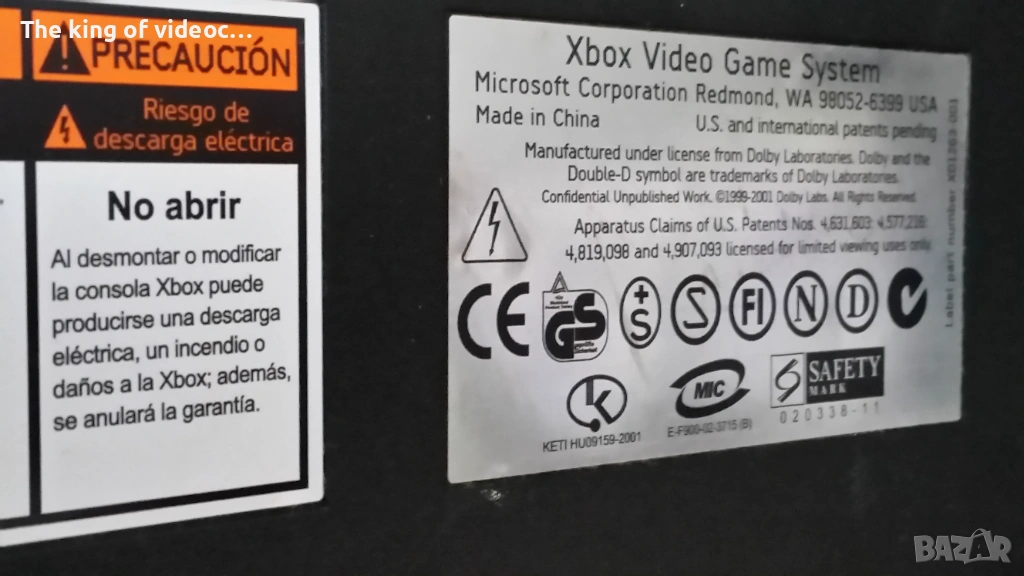 The king of videoc...
PRECAUCIÓN
Riesgo de
descarga eléctrica
No abrir
Al desmontar o modificar
la consola Xbox puede
producirse una descarga
eléctrica, un incendio o
daños a la Xbox; además,
se anulará la garantía.
Xbox Video Game System
Microsoft Corporation Redmond, WA 98052-6399 USA
Made in China
U.S. and international patents pending
Manufactured under license from Dolby Laboratories. Dolby and the
Double-D symbol are trademarks of Dolby Laboratories.
Confidential Unpublished Work. ©1999-2001 Dolby Labs. All Rights Reserved.
Apparatus Claims of U.S. Patents Nos. 4,631,603; 4,577,216;
4,819,098 and 4,907,093 licensed for limited viewing uses only.
CE
GS
+S
S
FI
N
D
K
MIC
SAFETY
MARK
020338-11
KETI HU09159-2001
E-F900-02-3715 (B)
Label part number X01263-001
BAZAR